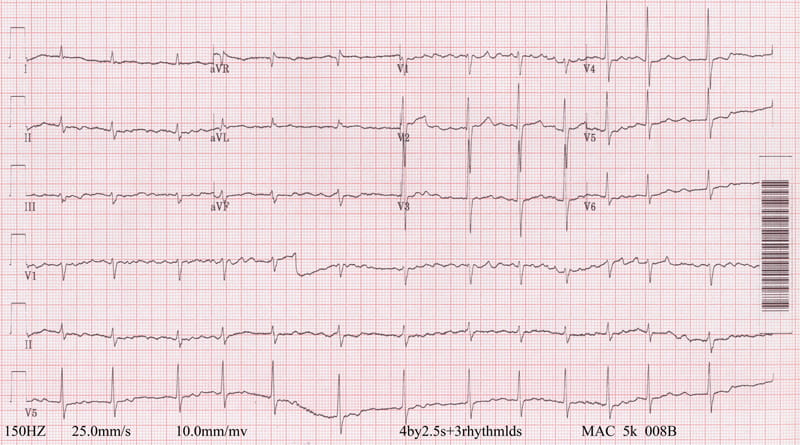 I aVR V1 V4
II aVL V2 V5
III aVF V3 V6
V1
II
V5
150HZ 25.0mm/s 10.0mm/mv 4by2.5s+3rhythmlds MAC 5k 008B